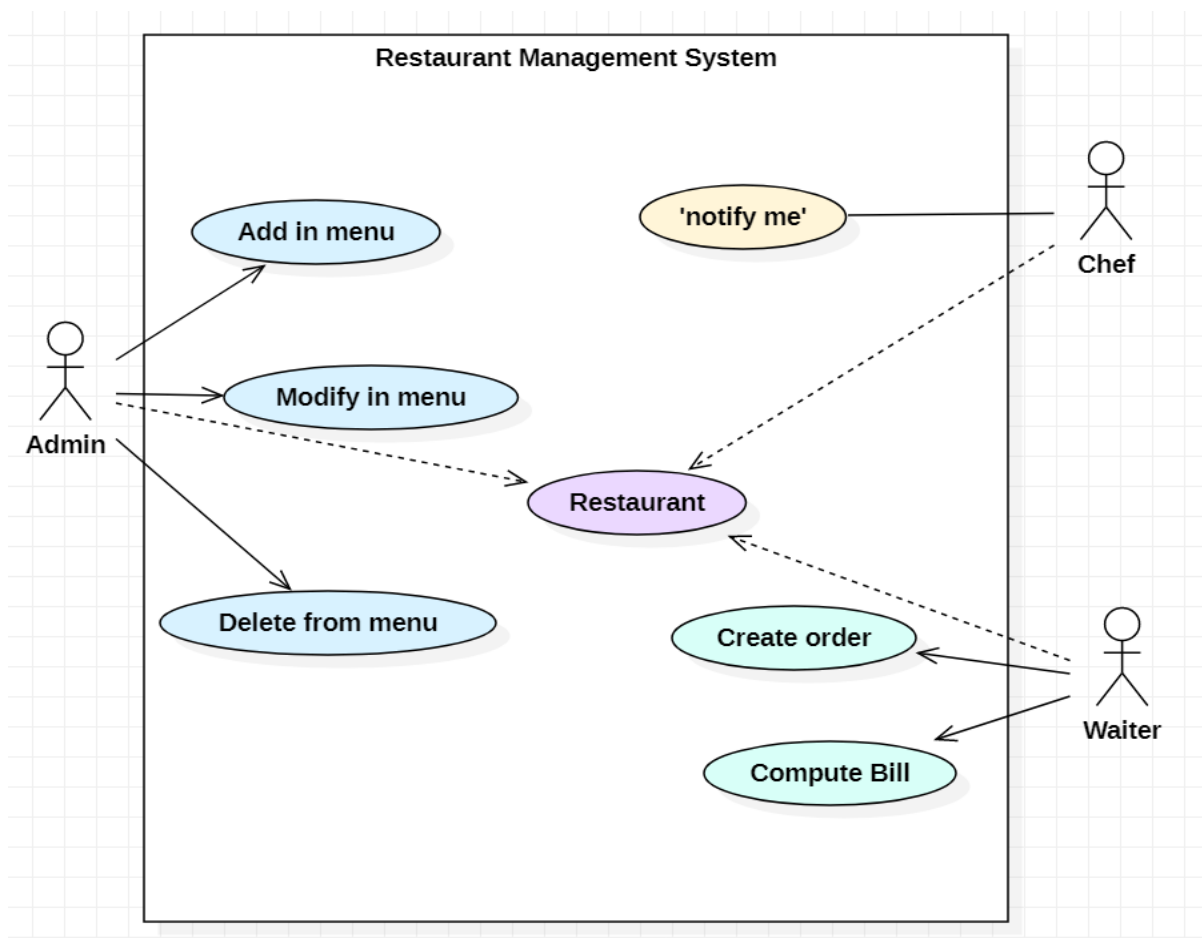 Restaurant Management System
'notify me'
Add in menu
Chef
Modify in menu
Admin
Restaurant
Delete from menu
Create order
Waiter
Compute Bill